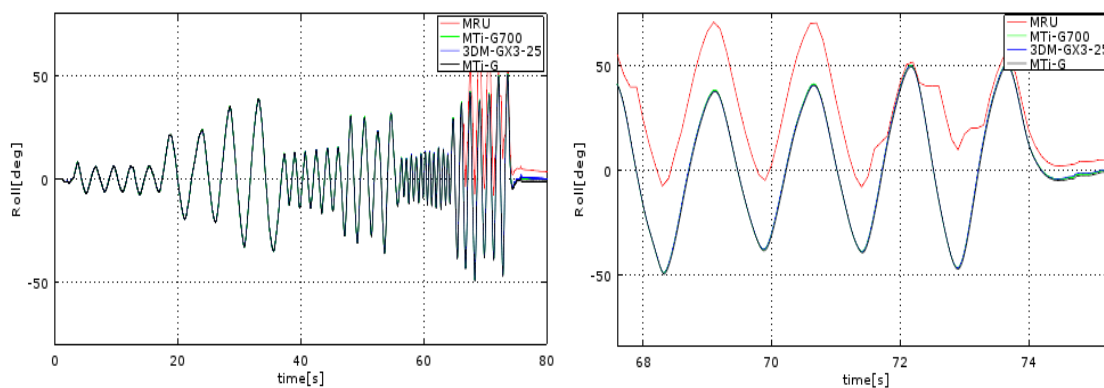 MRU
MTi-G700
3DM-GX3-25
MTi-G
50
0
-50
Roll[deg]
0
20
40
60
80
time[s]
MRU
MTi-G700
3DM-GX3-25
MTi-G
50
0
-50
Roll[deg]
68
70
72
74
time[s]